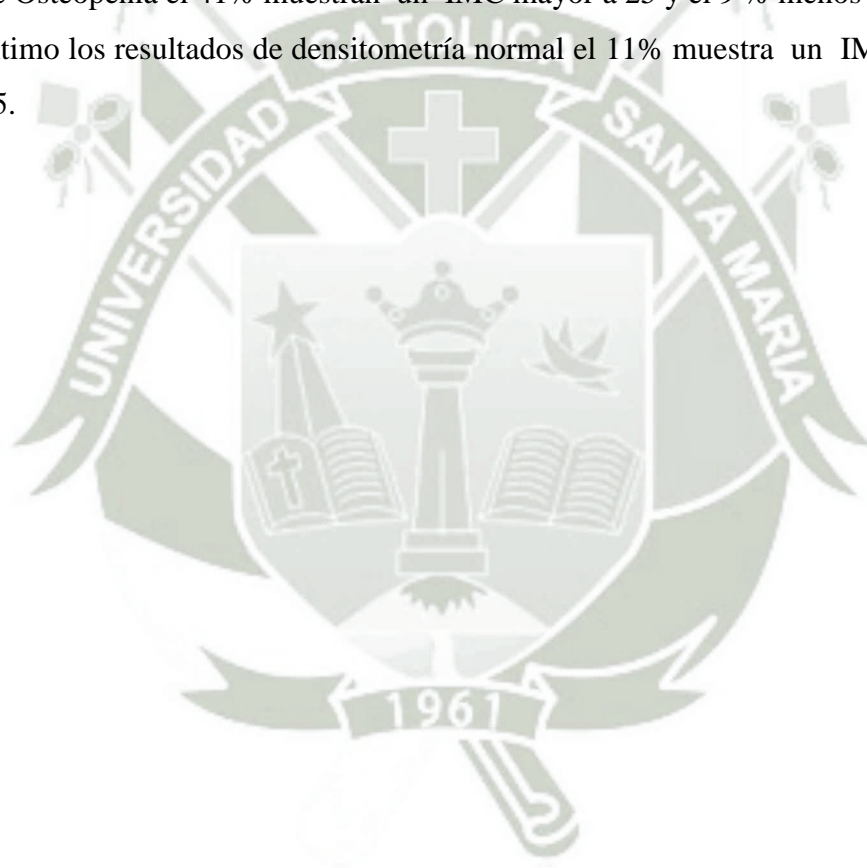 e Osteopenia el 41% muestran un IMC mayor a 25 y el 9 % menos
timo los resultados de densitometría normal el 11% muestra un IM
5.
CATOLICA
UNIVERSIDAD
SANTA MARIA
1961